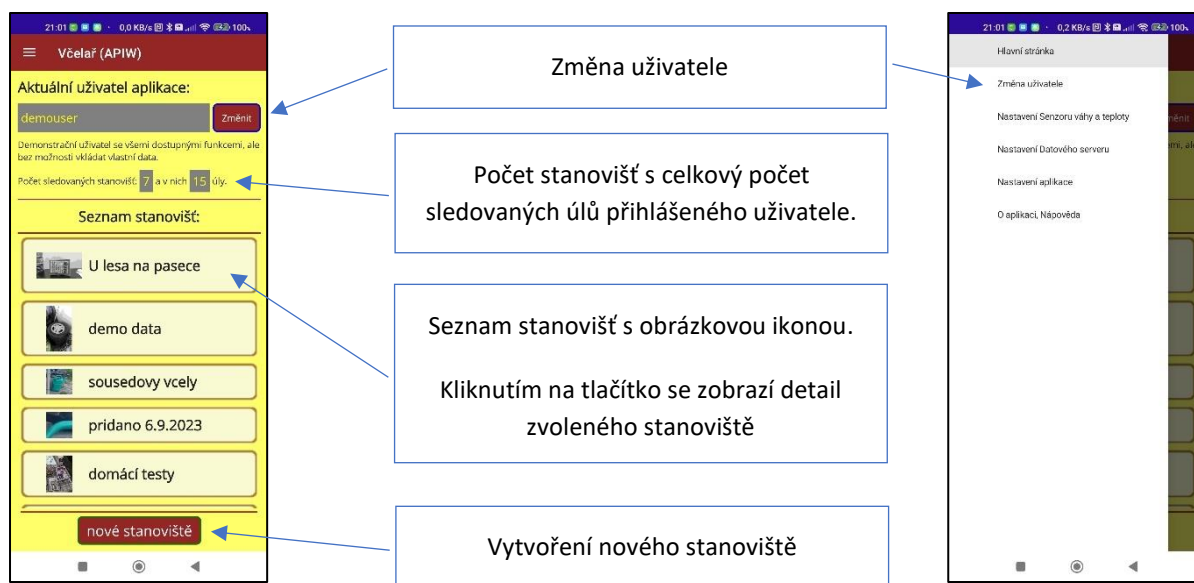 21:01 0,0 KB/s 100%
Včelař (APIW)
Aktuální uživatel aplikace:
demouser Změnit
Demonstrační uživatel se všemi dostupnými funkcemi, ale
bez možnosti vkládat vlastní data.
Počet sledovaných stanovišť: 7 a v nich 15 úly.
Seznam stanovišť:
U lesa na pasece
demo data
sousedovy vcely
pridano 6.9.2023
domácí testy
nové stanoviště
Změna uživatele
Počet stanovišť s celkový počet
sledovaných úlů přihlášeného uživatele.
Seznam stanovišť s obrázkovou ikonou.
Kliknutím na tlačítko se zobrazí detail
zvoleného stanoviště
Vytvoření nového stanoviště
21:01 0,2 KB/s 100%
Hlavní stránka
Změna uživatele
Nastavení Senzoru váhy a teploty
Nastavení Datového serveru
Nastavení aplikace
O aplikaci, Nápověda